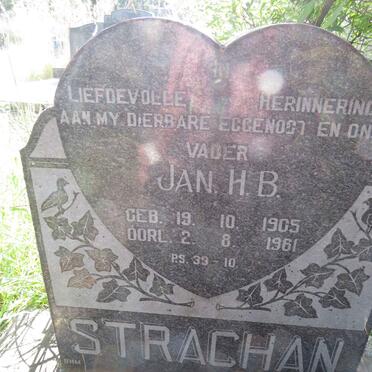 LIEFDEVOLLE HERINNERING
AAN MY DIERBARE EGGENOOT EN ON
VADER
JAN. H. B.
GEB. 19. 10. 1905
OORL. 2. 8. 1961
PS. 39-10
STRACHAN